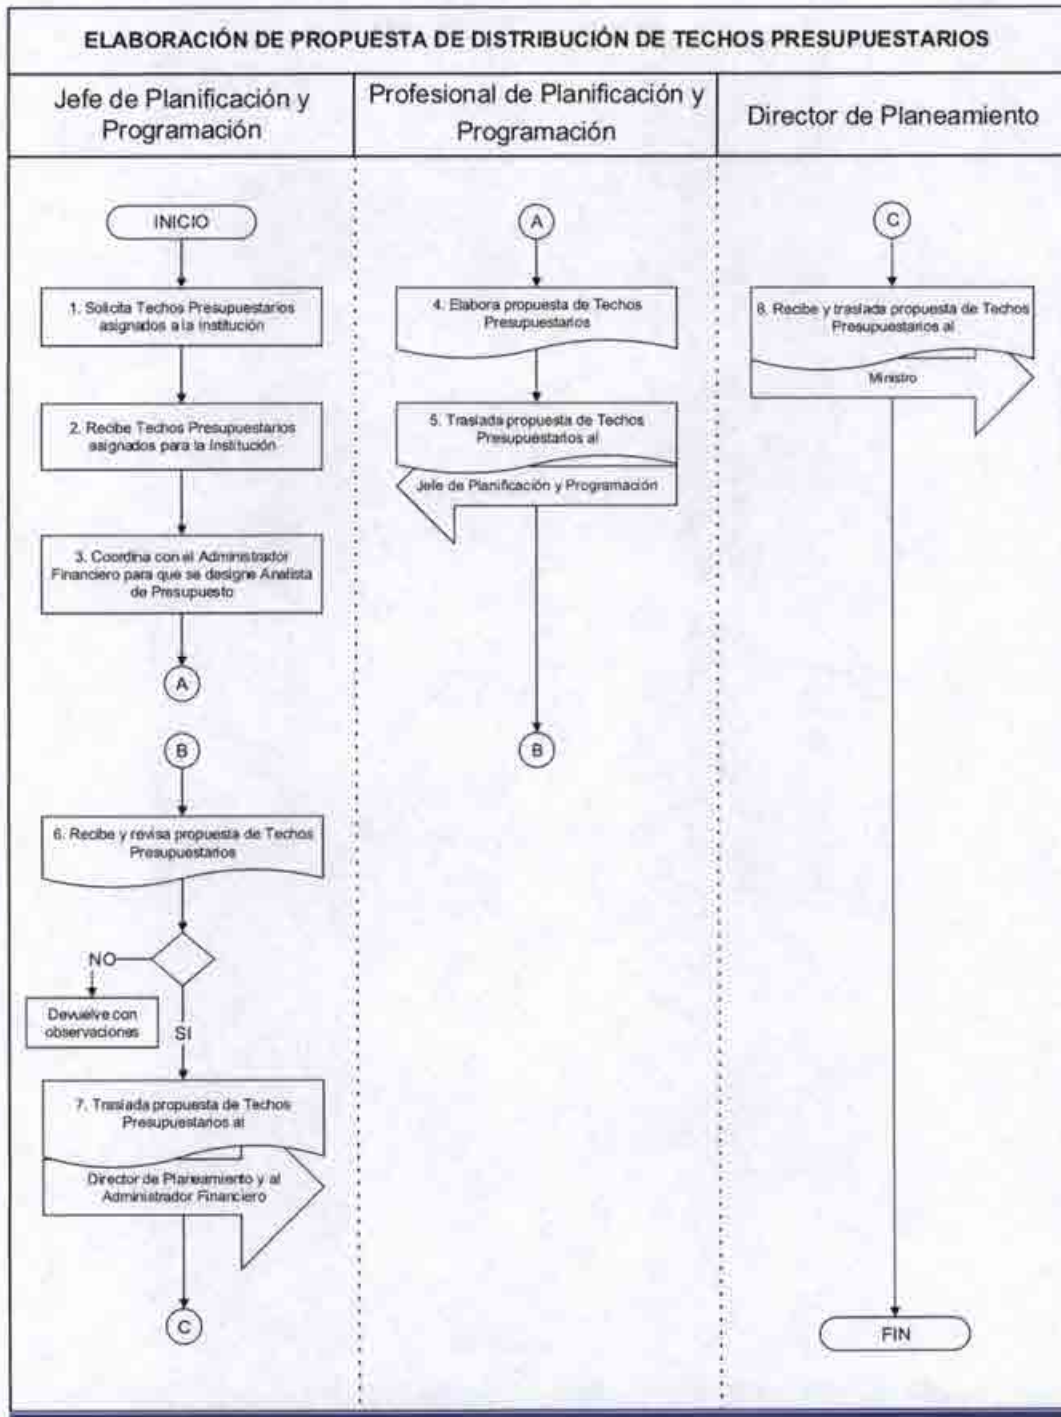 ELABORACIÓN DE PROPUESTA DE DISTRIBUCIÓN DE TECHOS PRESUPUESTARIOS
Jefe de Planificación y
Programación
Profesional de Planificación y
Programación
Director de Planeamiento
INICIO
1. Solicita Techos Presupuestarios
asignados a la institución
2. Recibe Techos Presupuestarios
asignados para la Institución
3. Coordina con el Administrador
Financiero para que se designe Analista
de Presupuesto
A
B
6. Recibe y revisa propuesta de Techos
Presupuestarios
NO
Devuelve con
observaciones
SI
7. Traslada propuesta de Techos
Presupuestarios al
Director de Planeamiento y al
Administrador Financiero
C
A
4. Elabora propuesta de Techos
Presupuestarios
5. Traslada propuesta de Techos
Presupuestarios al
Jefe de Planificación y Programación
B
C
8. Recibe y traslada propuesta de Techos
Presupuestarios al
Ministro
FIN